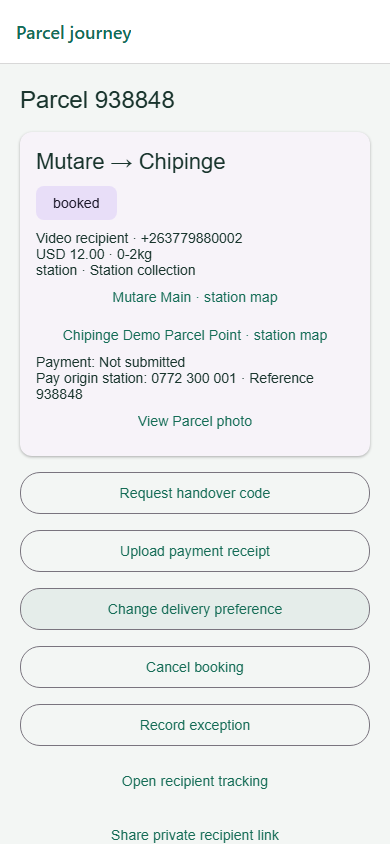 Parcel journey
Parcel 938848
Mutare → Chipinge
booked
Video recipient · +263779880002
USD 12.00 · 0-2kg
station · Station collection
Mutare Main · station map
Chipinge Demo Parcel Point · station map
Payment: Not submitted
Pay origin station: 0772 300 001 · Reference
938848
View Parcel photo
Request handover code
Upload payment receipt
Change delivery preference
Cancel booking
Record exception
Open recipient tracking
Share private recipient link